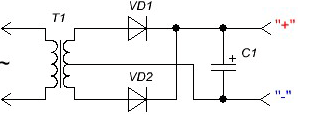 T1
VD1
"+"
~
+
C1
VD2
"-"